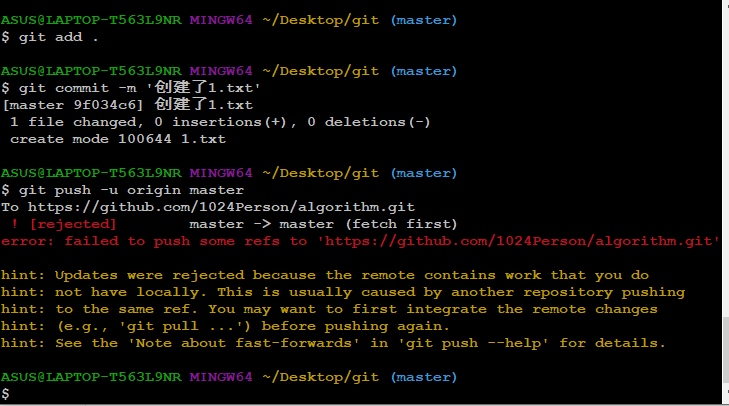 ASUS@LAPTOP-T563L9NR MINGW64 ~/Desktop/git (master)
$ git add .
ASUS@LAPTOP-T563L9NR MINGW64 ~/Desktop/git (master)
$ git commit -m '创建了1.txt'
[master 9f034c6] 创建了1.txt
 1 file changed, 0 insertions(+), 0 deletions(-)
 create mode 100644 1.txt
ASUS@LAPTOP-T563L9NR MINGW64 ~/Desktop/git (master)
$ git push -u origin master
To https://github.com/1024Person/algorithm.git
 ! [rejected]        master -> master (fetch first)
error: failed to push some refs to 'https://github.com/1024Person/algorithm.git'
hint: Updates were rejected because the remote contains work that you do
hint: not have locally. This is usually caused by another repository pushing
hint: to the same ref. You may want to first integrate the remote changes
hint: (e.g., 'git pull ...') before pushing again.
hint: See the 'Note about fast-forwards' in 'git push --help' for details.
ASUS@LAPTOP-T563L9NR MINGW64 ~/Desktop/git (master)
$